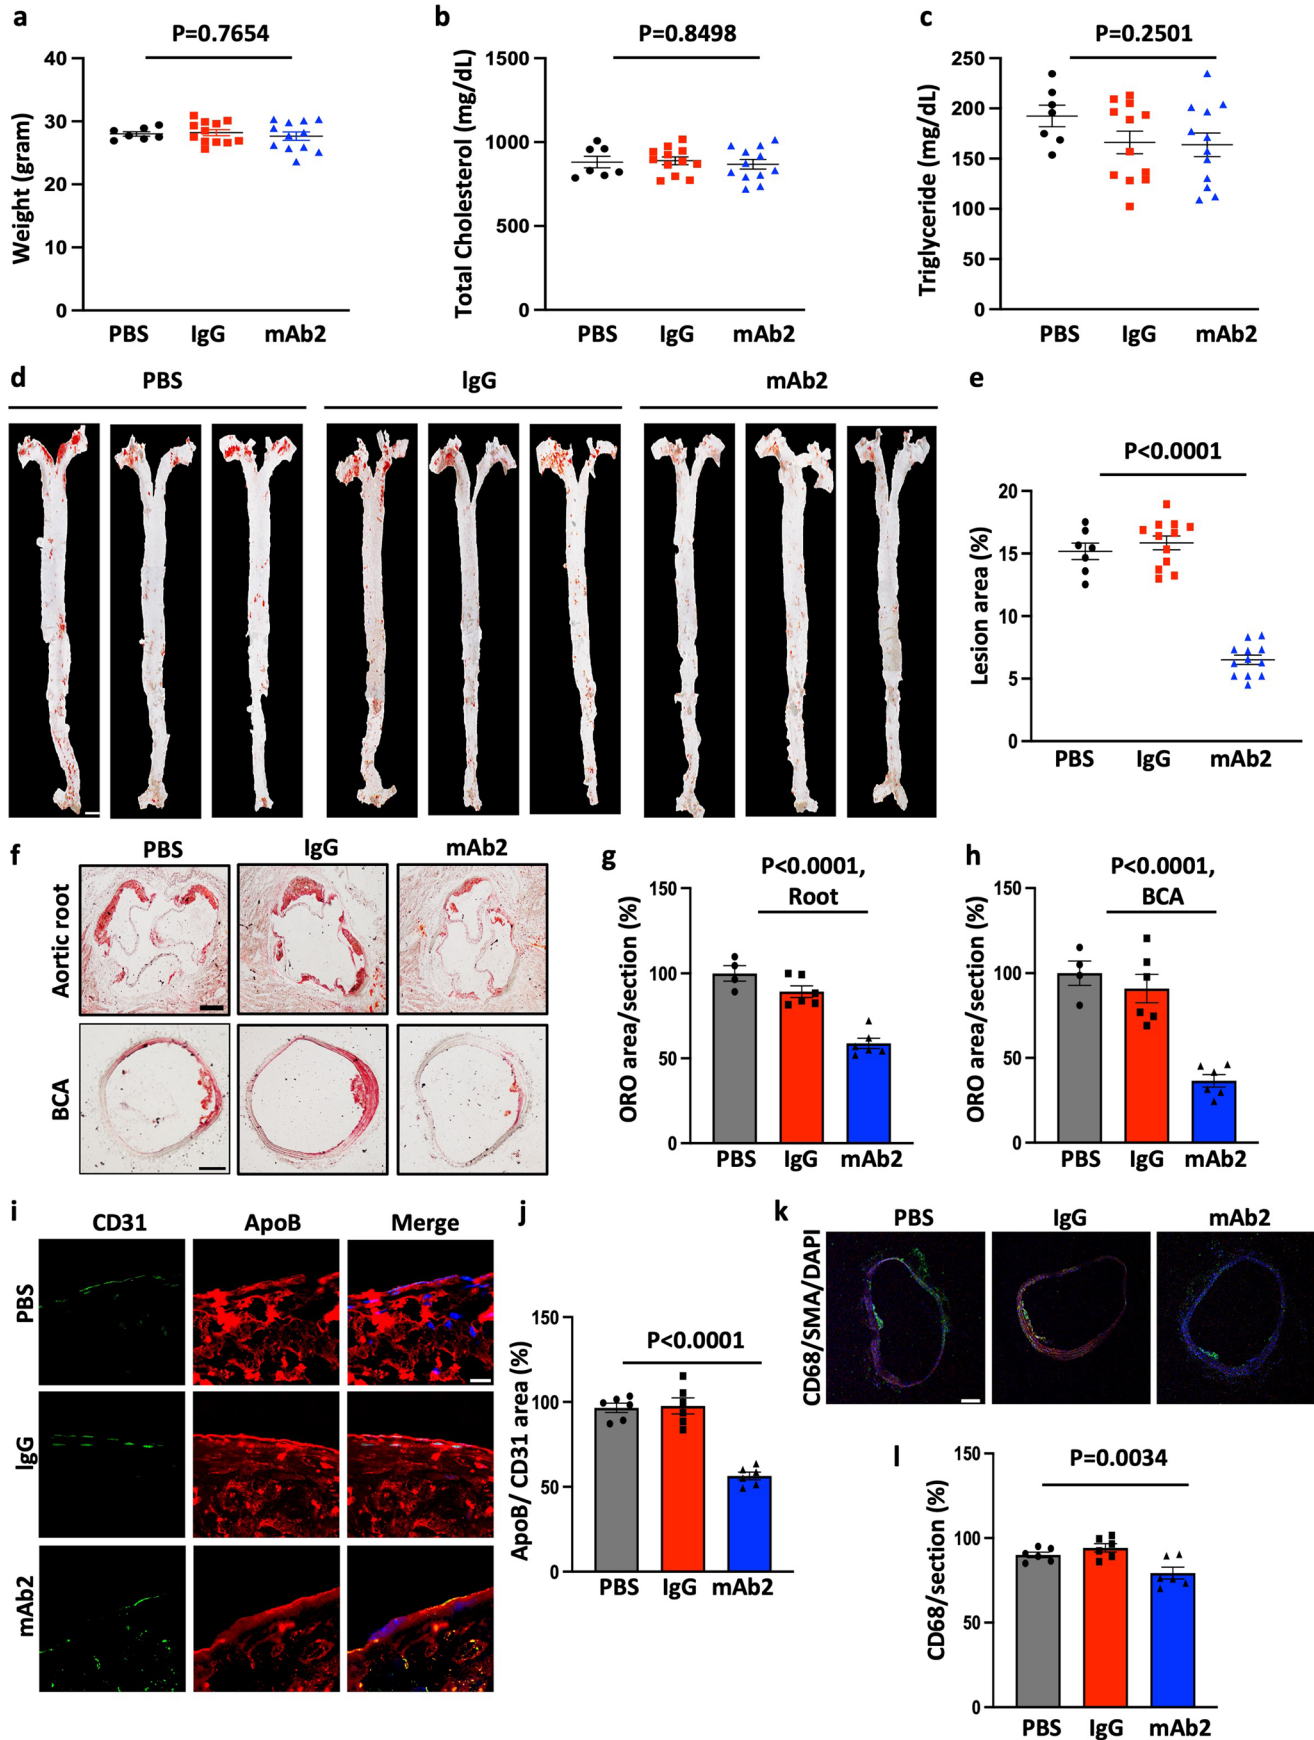 a
P=0.7654
Weight (gram)
40
30
20
10
0
PBS IgG mAb2
b
P=0.8498
Total Cholesterol (mg/dL)
1500
1000
500
0
PBS IgG mAb2
c
P=0.2501
Triglyceride (mg/dL)
250
200
150
100
50
0
PBS IgG mAb2
d
PBS IgG mAb2
e
P<0.0001
Lesion area (%)
20
15
10
5
0
PBS IgG mAb2
f
PBS IgG mAb2
Aortic root
BCA
g
P<0.0001,
Root
ORO area/section (%)
150
100
50
0
PBS IgG mAb2
h
P<0.0001,
BCA
ORO area/section (%)
150
100
50
0
PBS IgG mAb2
i
CD31 ApoB Merge
PBS
IgG
mAb2
j
P<0.0001
ApoB/ CD31 area (%)
150
100
50
0
PBS IgG mAb2
k
PBS IgG mAb2
CD68/SMA/DAPI
l
P=0.0034
CD68/section (%)
150
100
50
0
PBS IgG mAb2